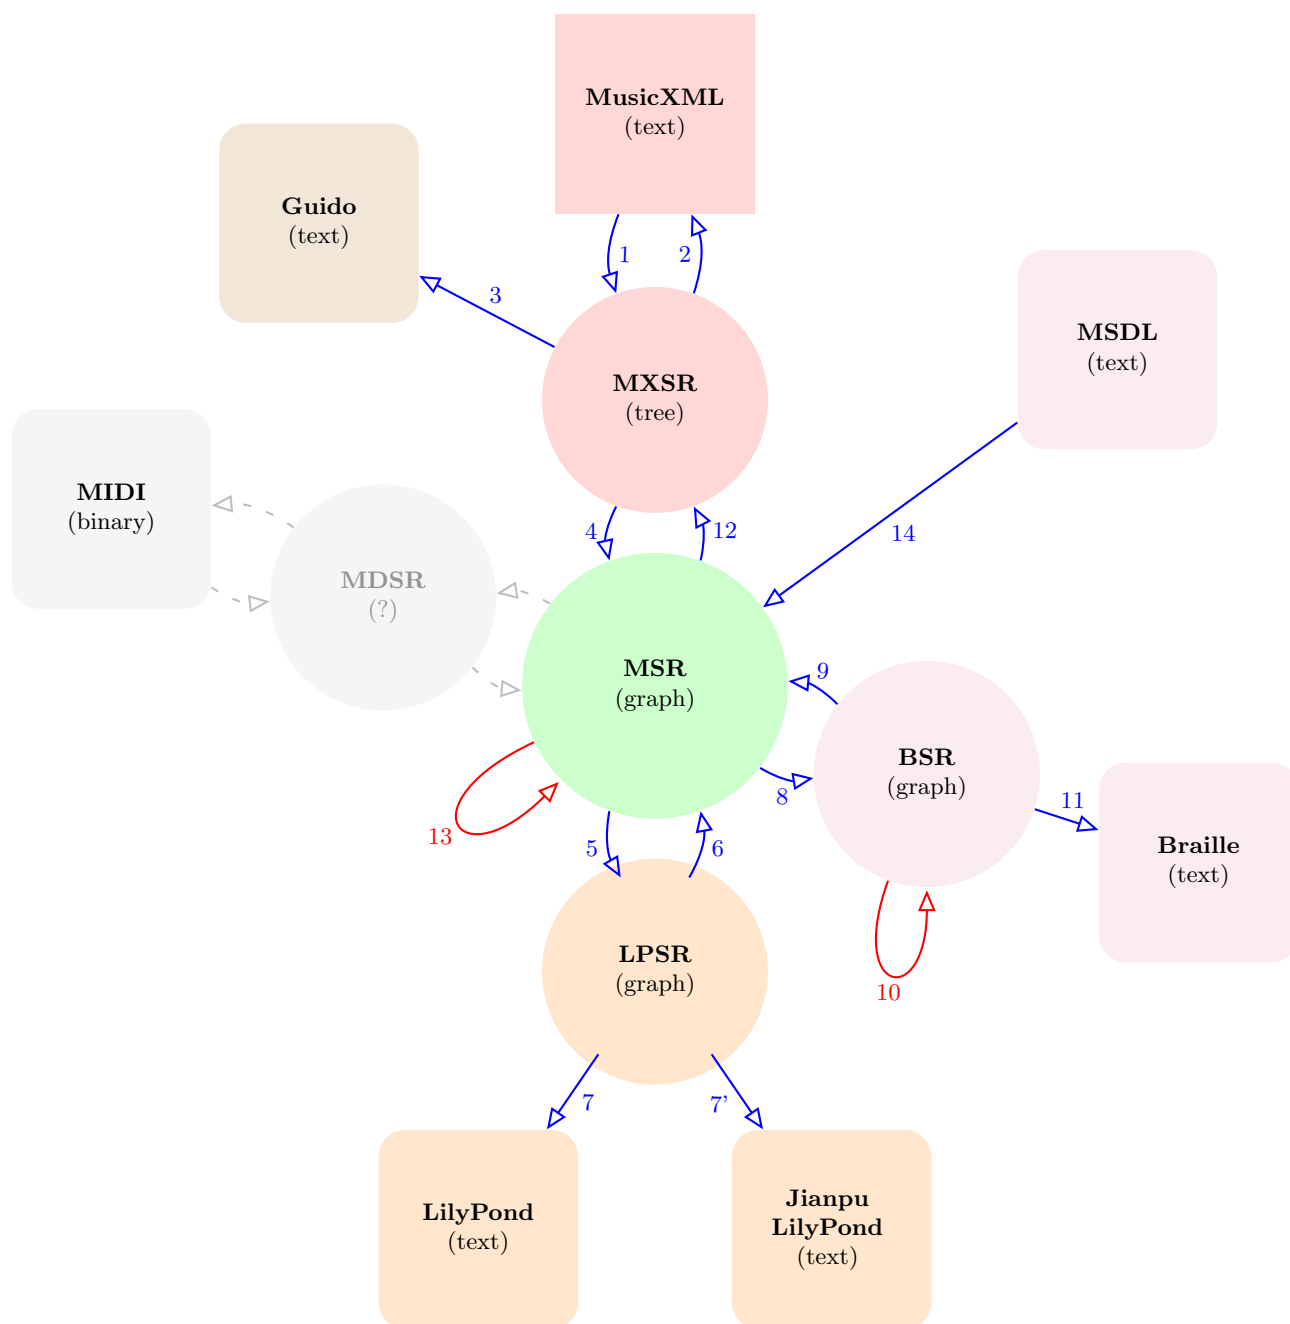 MusicXML
(text)
Guido
(text)
1
2
3
MSDL
(text)
MXSR
(tree)
MIDI
(binary)
4
12
14
MDSR
(?)
MSR
(graph)
9
BSR
(graph)
8
11
13
5
6
Braille
(text)
LPSR
(graph)
10
7
7'
LilyPond
(text)
Jianpu
LilyPond
(text)